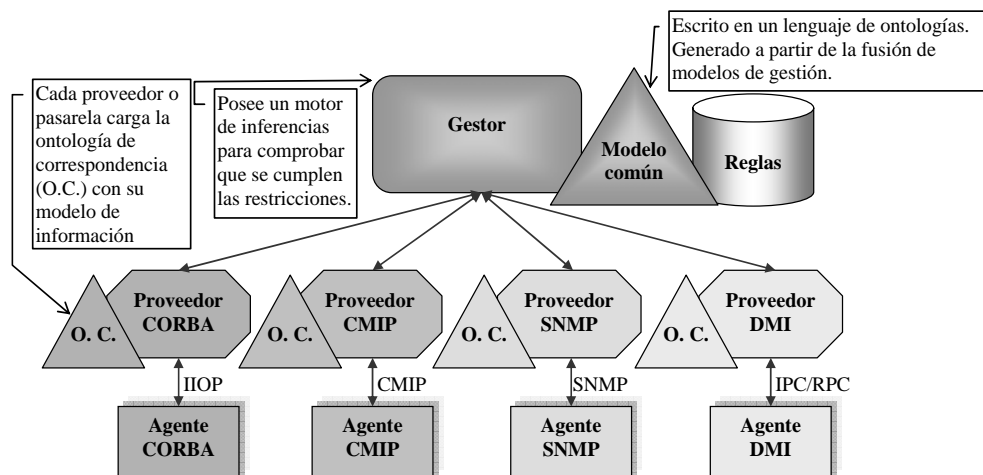 Escrito en un lenguaje de ontologías.
Generado a partir de la fusión de
modelos de gestión.
Cada proveedor o
pasarela carga la
ontología de
correspondencia
(O.C.) con su
modelo de
información
Posee un motor
de inferencias
para comprobar
que se cumplen
las restricciones.
Gestor
Modelo
común
Reglas
O. C.
Proveedor
CORBA
O. C.
Proveedor
CMIP
O. C.
Proveedor
SNMP
O. C.
Proveedor
DMI
IIOP
CMIP
SNMP
IPC/RPC
Agente
CORBA
Agente
CMIP
Agente
SNMP
Agente
DMI